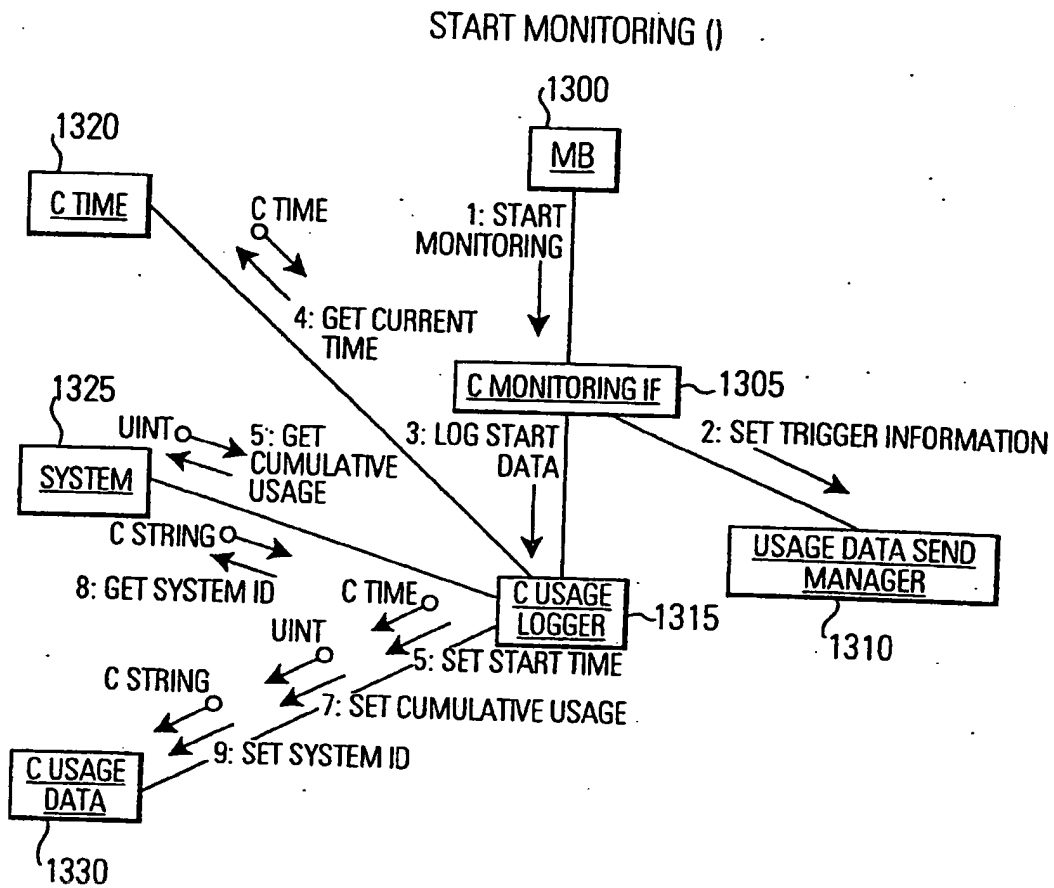 START MONITORING ()
1300
MB
1320
C TIME
C TIME
1: START
MONITORING
4: GET CURRENT
TIME
C MONITORING IF
1305
1325
UINT
5: GET
CUMULATIVE
USAGE
SYSTEM
3: LOG START
DATA
2: SET TRIGGER INFORMATION
C STRING
8: GET SYSTEM ID
USAGE DATA SEND
MANAGER
1310
C USAGE
LOGGER
1315
C TIME
5: SET START TIME
UINT
7: SET CUMULATIVE USAGE
C STRING
9: SET SYSTEM ID
C USAGE
DATA
1330